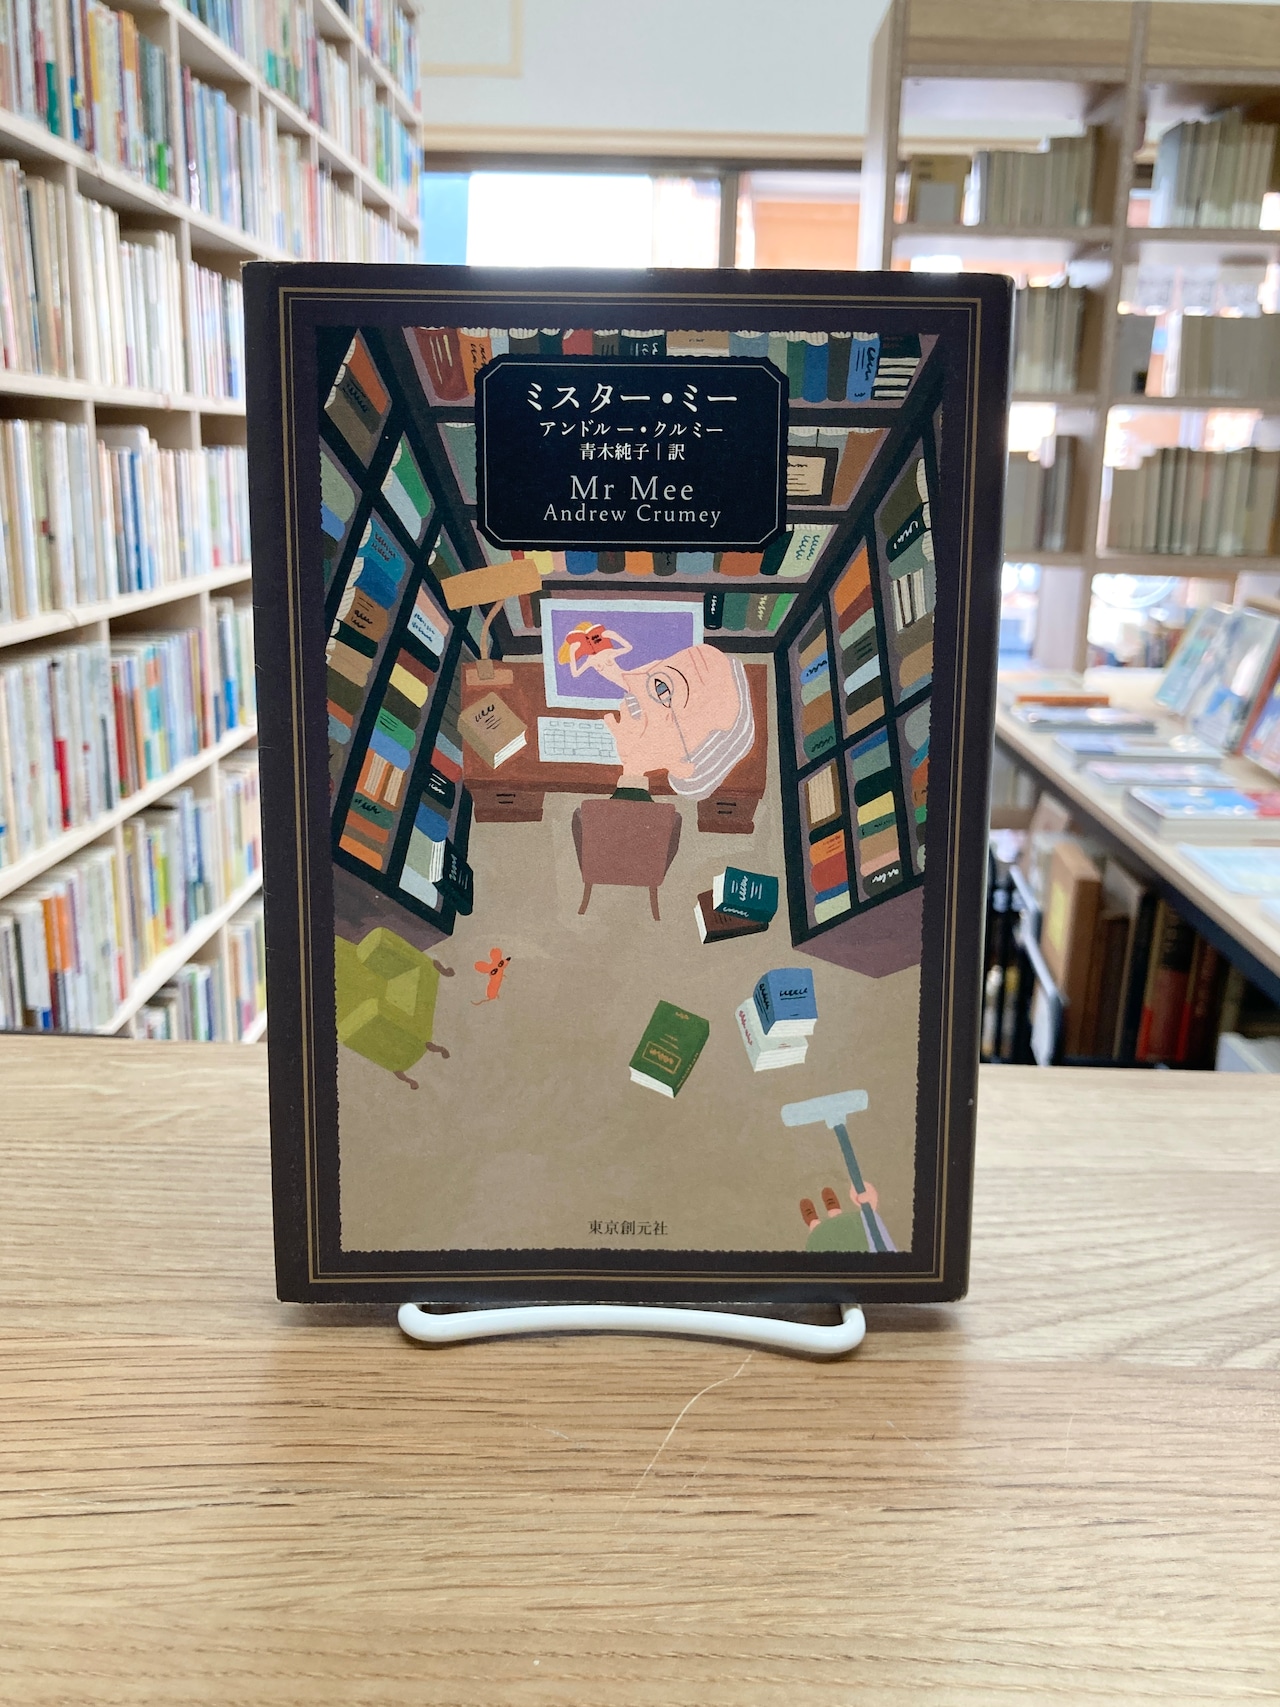 ミスター・ミー
アンドルー・クルミー
青木純子|訳
Mr Mee
Andrew Crumey
東京創元社